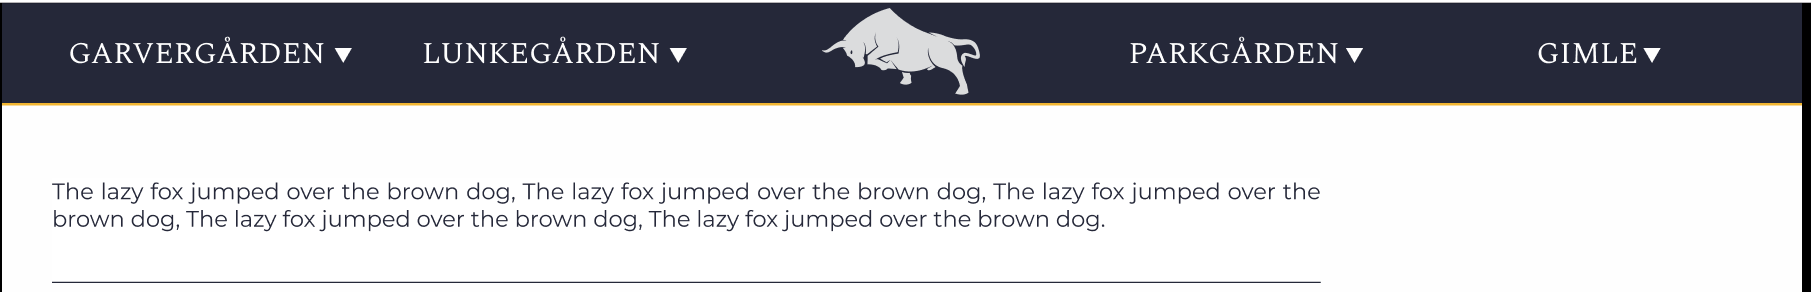 GARVERGÅRDEN ▼ LUNKEGÅRDEN ▼ PARKGÅRDEN ▼ GIMLE ▼
The lazy fox jumped over the brown dog, The lazy fox jumped over the brown dog, The lazy fox jumped over the
brown dog, The lazy fox jumped over the brown dog, The lazy fox jumped over the brown dog.